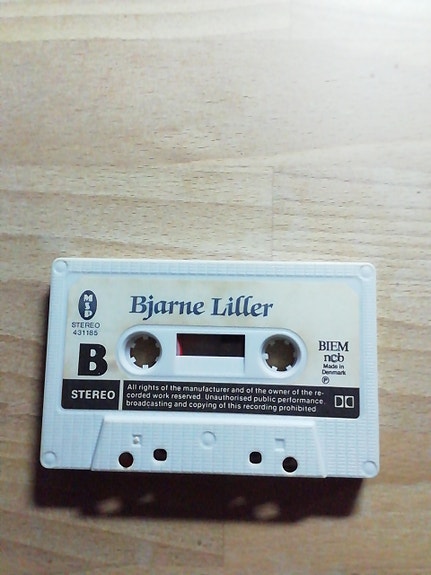 MSP
Bjarne Liller
STEREO
431185
B
BIEM
ncb
Made in
Denmark
℗
STEREO
All rights of the manufacturer and of the owner of the re-
corded work reserved. Unauthorised public performance,
broadcasting and copying of this recording prohibited